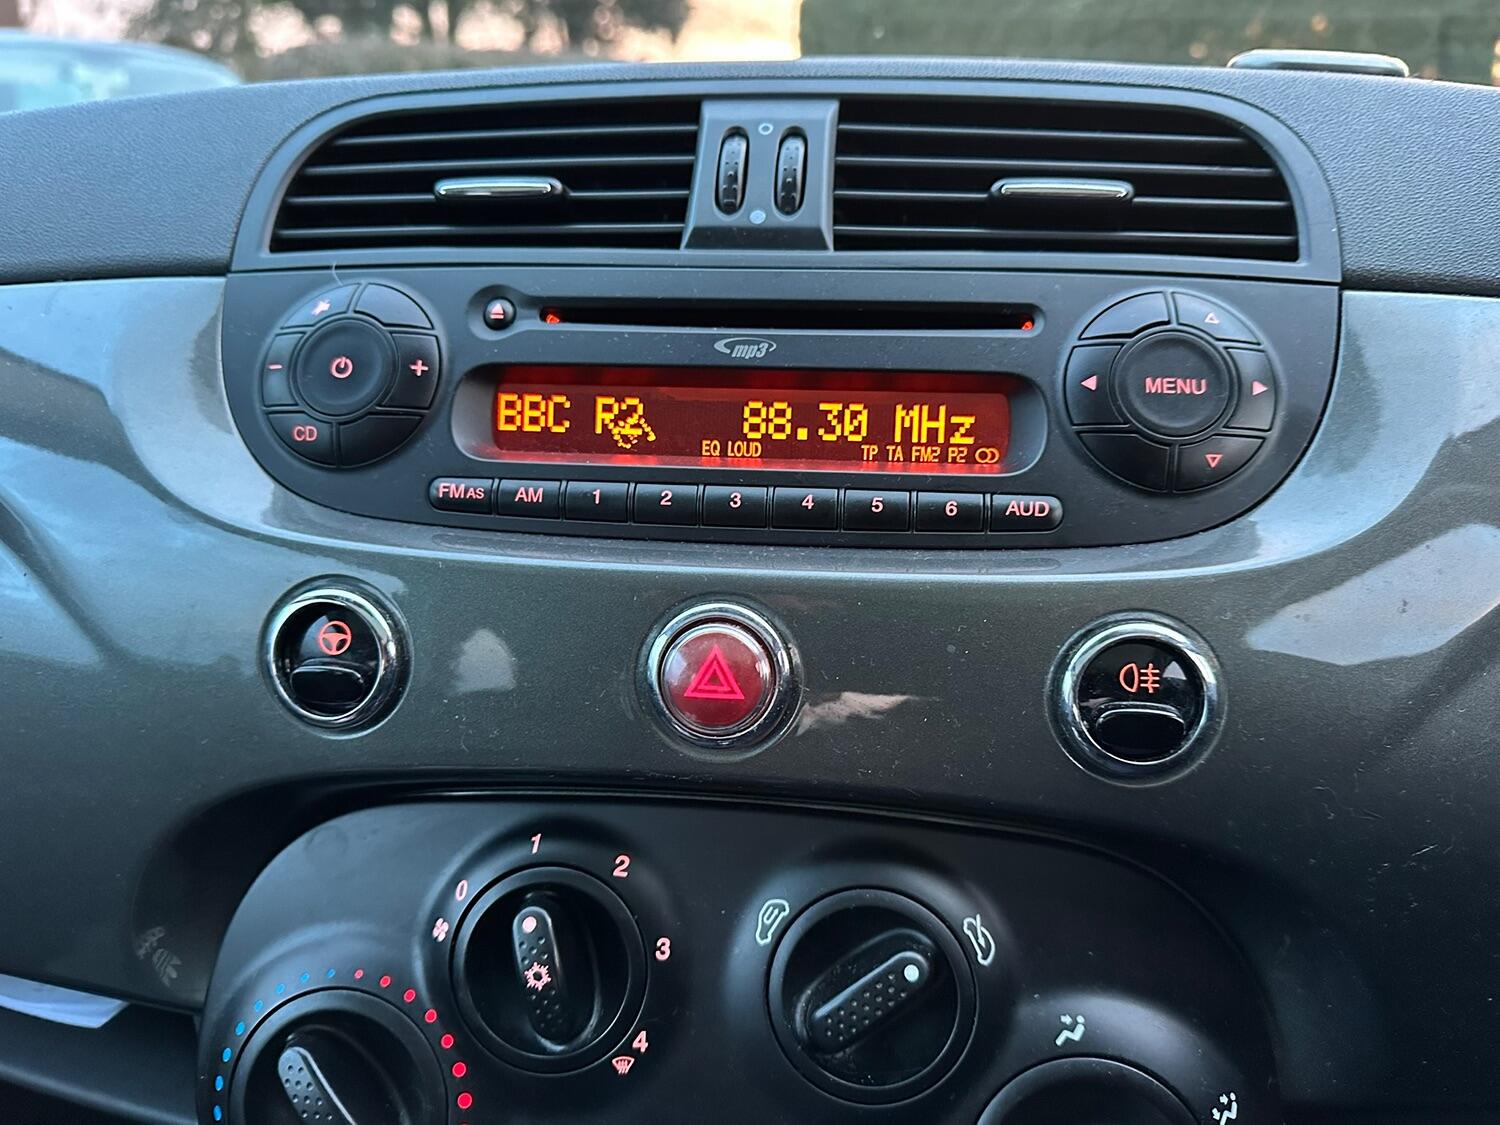 mp3
BBC R2 88.30 MHz
EQ LOUD TP TA FM2 P2
CD
MENU
FM AS AM 1 2 3 4 5 6 AUD
0 1 2 3 4